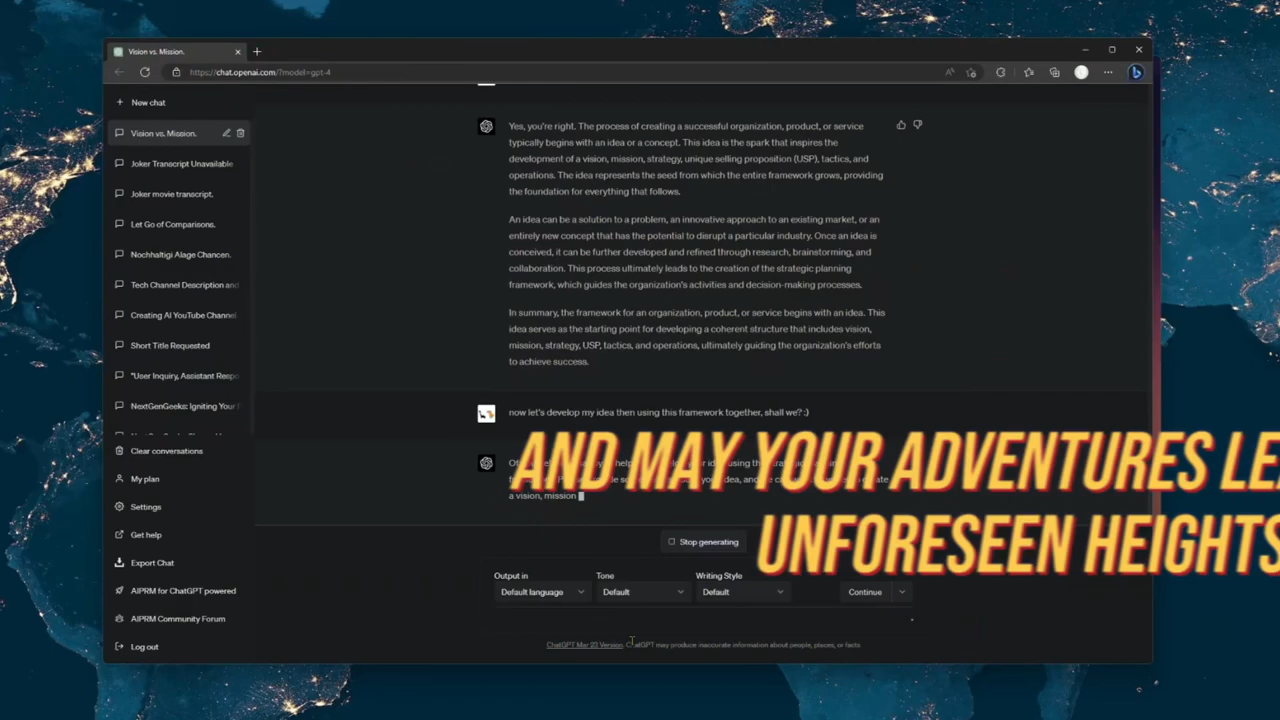 Vision vs. Mission.
https://chat.openai.com/?model=gpt-4
New chat
Vision vs. Mission.
Joker Transcript Unavailable
Joker movie transcript.
Let Go of Comparisons.
Nochhaltigi Alage Chancen.
Tech Channel Description and
Creating AI YouTube Channel
Short Title Requested
"User Inquiry, Assistant Respo
NextGenGeeks: Igniting Your
Clear conversations
My plan
Settings
Get help
Export Chat
AIPRM for ChatGPT powered
AIPRM Community Forum
Log out
Yes, you're right. The process of creating a successful organization, product, or service
typically begins with an idea or a concept. This idea is the spark that inspires the
development of a vision, mission, strategy, unique selling proposition (USP), tactics, and
operations. The idea represents the seed from which the entire framework grows, providing
the foundation for everything that follows.
An idea can be a solution to a problem, an innovative approach to an existing market, or an
entirely new concept that has the potential to disrupt a particular industry. Once an idea is
conceived, it can be further developed and refined through research, brainstorming, and
collaboration. This process ultimately leads to the creation of the strategic planning
framework, which guides the organization's activities and decision-making processes.
In summary, the framework for an organization, product, or service begins with an idea. This
idea serves as the starting point for developing a coherent structure that includes vision,
mission, strategy, USP, tactics, and operations, ultimately guiding the organization's efforts
to achieve success.
now let's develop my idea then using this framework together, shall we? :)
AND MAY YOUR ADVENTURES LE
a vision, mission
UNFORESEEN HEIGHTS
Stop generating
Output in
Tone
Writing Style
Default language
Default
Default
Continue
ChatGPT Mar 23 Version. ChatGPT may produce inaccurate information about people, places, or facts